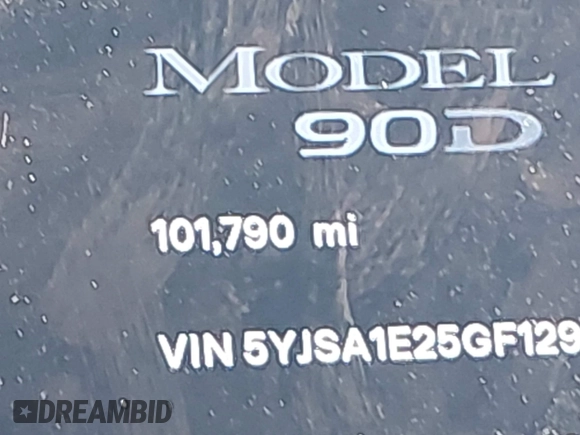 MODEL
90D
101,790 mi
VIN 5YJSA1E25GF129
DREAMBID